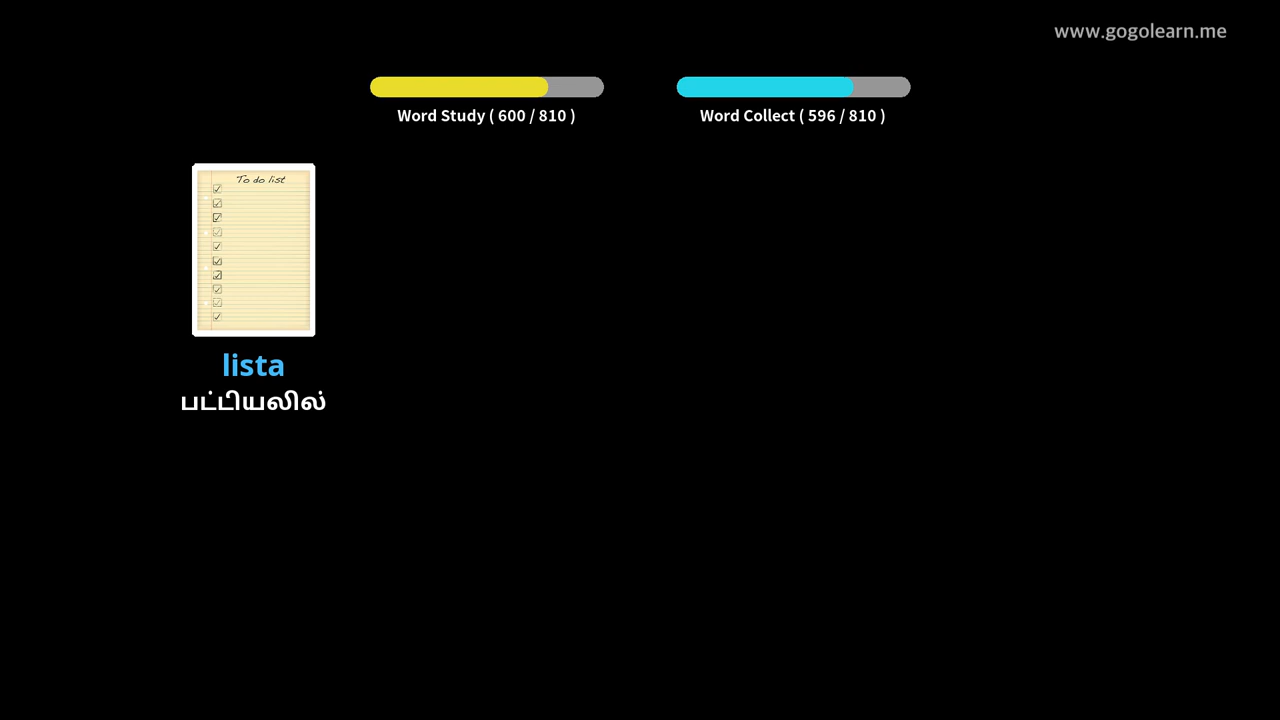 www.gogolearn.me
Word Study ( 600 / 810 )
Word Collect ( 596 / 810 )
To do list
lista
பட்டியலில்